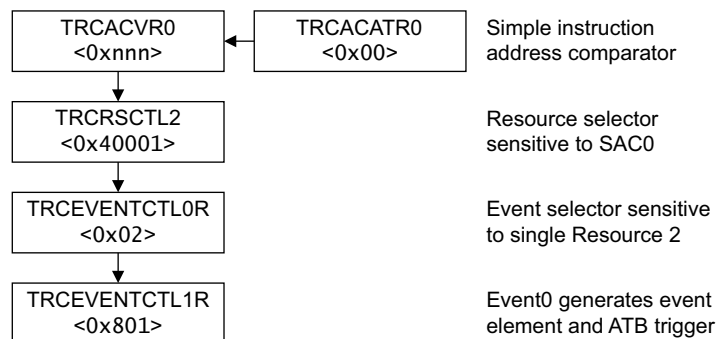 TRCACVR0
<0xnnn>
TRCACATR0
<0x00>
Simple instruction
address comparator
TRCRSCTL2
<0x40001>
Resource selector
sensitive to SAC0
TRCEVENTCTL0R
<0x02>
Event selector sensitive
to single Resource 2
TRCEVENTCTL1R
<0x801>
Event0 generates event
element and ATB trigger